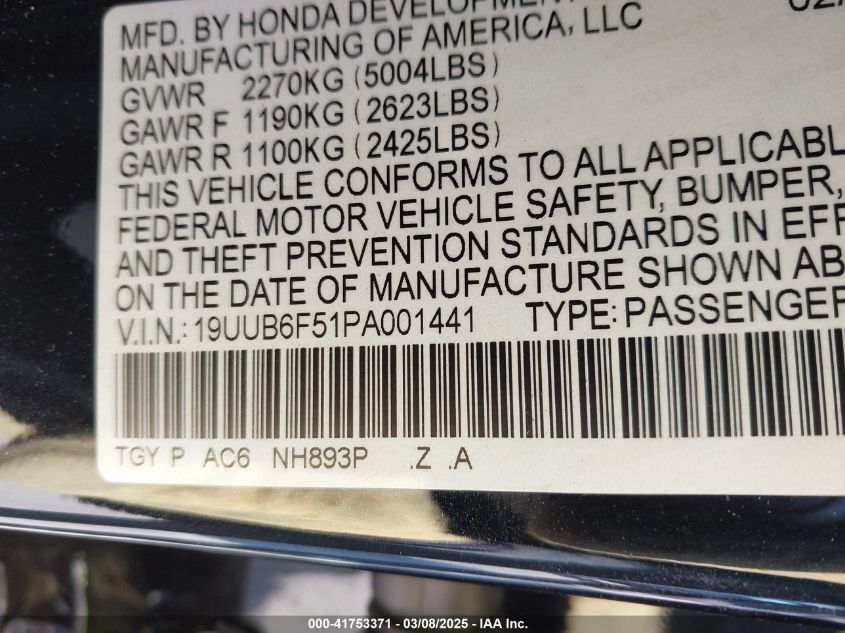 MFD. BY HONDA DEVELOPMENT
MANUFACTURING OF AMERICA, LLC
GVWR 2270KG (5004LBS)
GAWR F 1190KG (2623LBS)
GAWR R 1100KG (2425LBS)
THIS VEHICLE CONFORMS TO ALL APPLICABL
FEDERAL MOTOR VEHICLE SAFETY, BUMPER,
AND THEFT PREVENTION STANDARDS IN EFF
ON THE DATE OF MANUFACTURE SHOWN AB
V.I.N.: 19UUB6F51PA001441 TYPE: PASSENGER
TGY P AC6 NH893P .Z .A
000-41753371 | 03/08/2025 | IAA Inc.